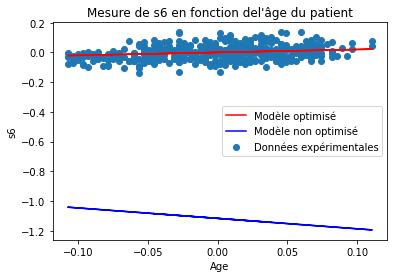 Mesure de s6 en fonction del'âge du patient
0.2
0.0
−0.2
−0.4
−0.6
−0.8
−1.0
−1.2
s6
Modèle optimisé
Modèle non optimisé
Données expérimentales
−0.10
−0.05
0.00
0.05
0.10
Age